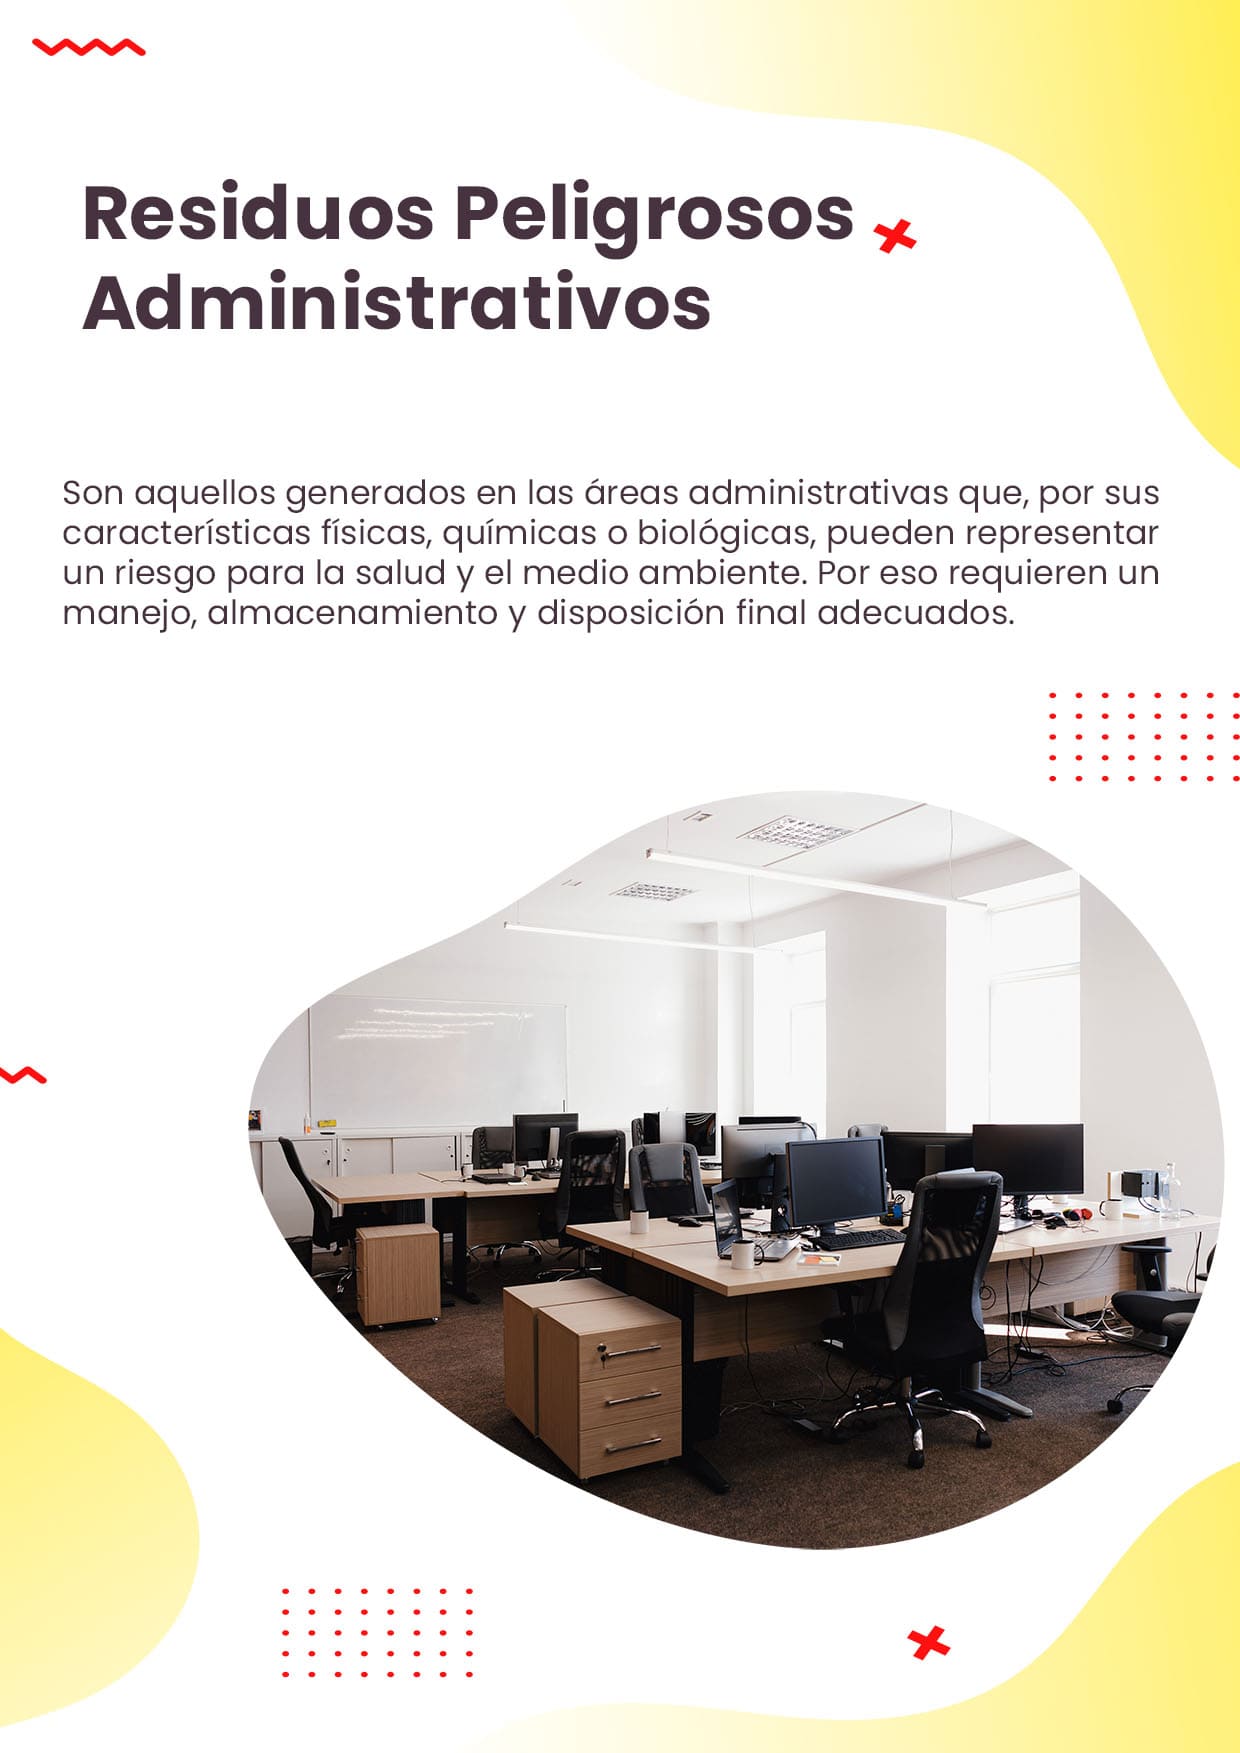 Residuos Peligrosos
Administrativos
Son aquellos generados en las áreas administrativas que, por sus
características físicas, químicas o biológicas, pueden representar
un riesgo para la salud y el medio ambiente. Por eso requieren un
manejo, almacenamiento y disposición final adecuados.